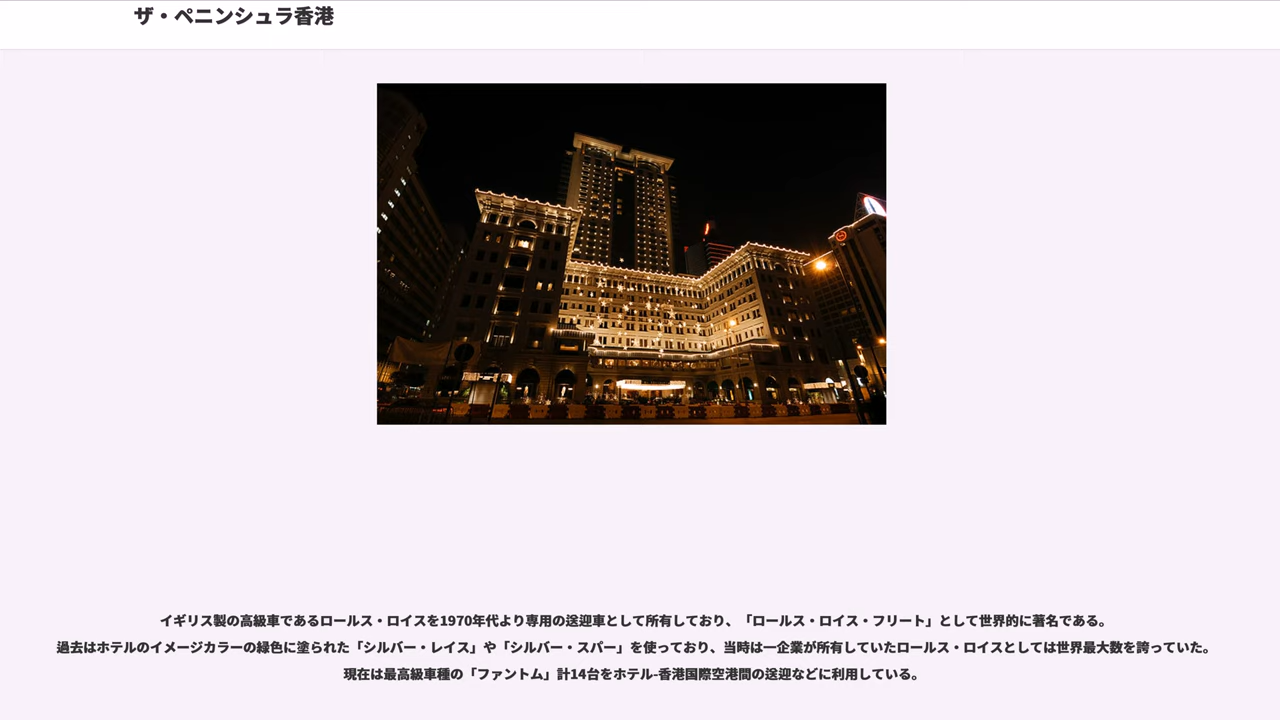 ザ・ペニンシュラ香港
イギリス製の高級車であるロールス・ロイスを1970年代より専用の送迎車として所有しており、「ロールス・ロイス・フリート」として世界的に著名である。
過去はホテルのイメージカラーの緑色に塗られた「シルバー・レイス」や「シルバー・スパー」を使っており、当時は一企業が所有していたロールス・ロイスとしては世界最大数を誇っていた。
現在は最高級車種の「ファントム」計14台をホテル-香港国際空港間の送迎などに利用している。